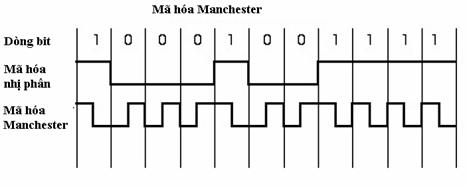 Mã hóa Manchester
Dòng bit 1 0 0 0 1 0 0 1 1 1 1
Mã hóa
nhị phân
Mã hóa
Manchester